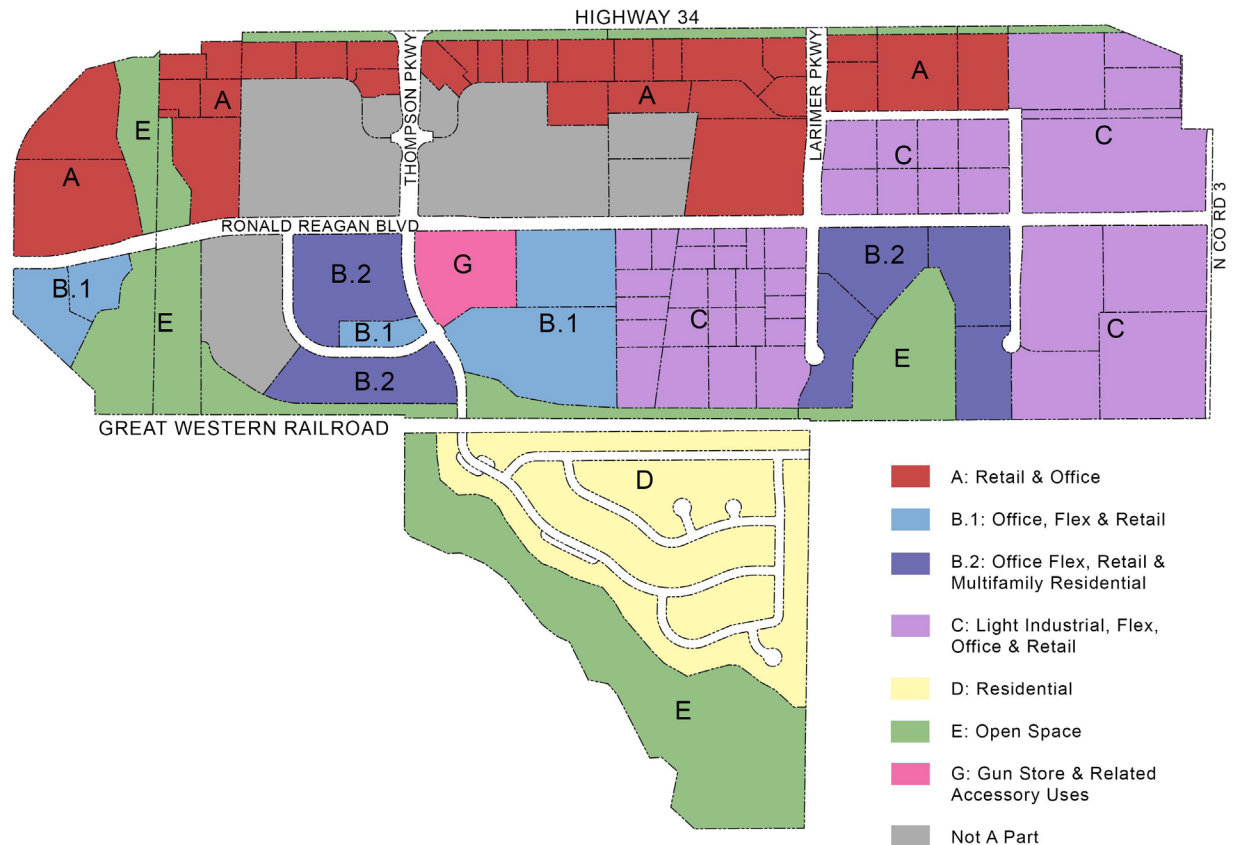 HIGHWAY 34
THOMPSON PKWY
LARIMER PKWY
A
A
A
E
A
C
C
N CO RD 3
RONALD REAGAN BLVD
B.1
E
B.2
G
B.1
B.1
B.2
C
B.2
E
C
GREAT WESTERN RAILROAD
D
E
A: Retail & Office
B.1: Office, Flex & Retail
B.2: Office Flex, Retail &
Multifamily Residential
C: Light Industrial, Flex,
Office & Retail
D: Residential
E: Open Space
G: Gun Store & Related
Accessory Uses
Not A Part